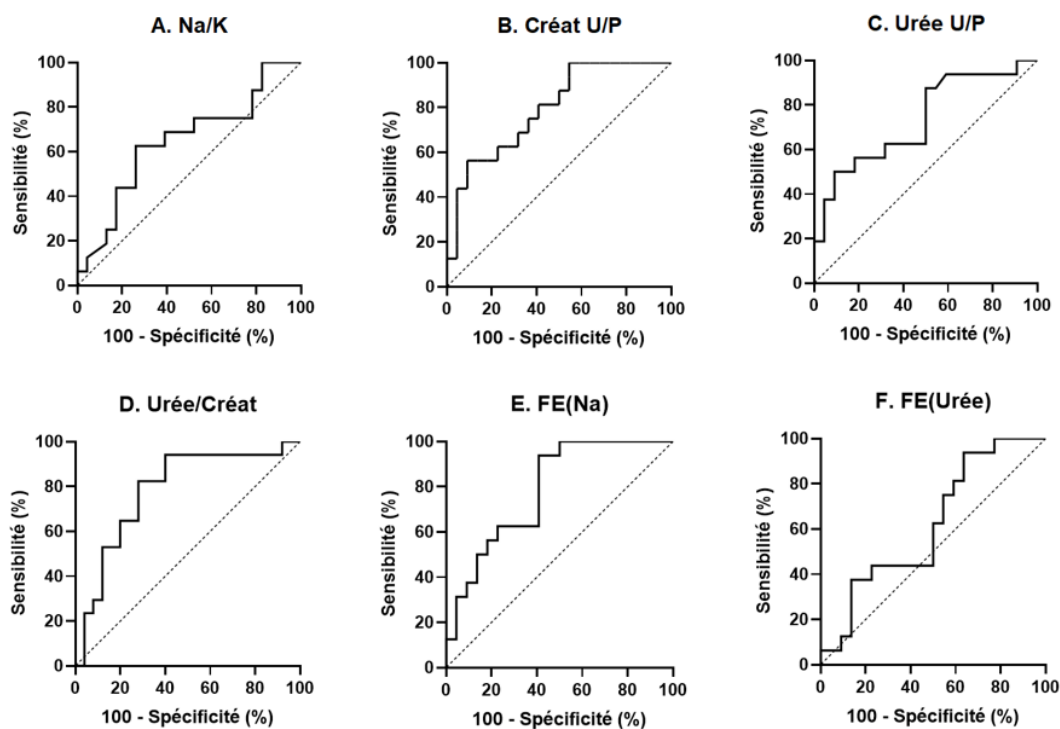 A. Na/K
Sensibilité (%)
100
80
60
40
20
0
0 20 40 60 80 100
100 - Spécificité (%)
B. Créat U/P
Sensibilité (%)
100
80
60
40
20
0
0 20 40 60 80 100
100 - Spécificité (%)
C. Urée U/P
Sensibilité (%)
100
80
60
40
20
0
0 20 40 60 80 100
100 - Spécificité (%)
D. Urée/Créat
Sensibilité (%)
100
80
60
40
20
0
0 20 40 60 80 100
100 - Spécificité (%)
E. FE(Na)
Sensibilité (%)
100
80
60
40
20
0
0 20 40 60 80 100
100 - Spécificité (%)
F. FE(Urée)
Sensibilité (%)
100
80
60
40
20
0
0 20 40 60 80 100
100 - Spécificité (%)